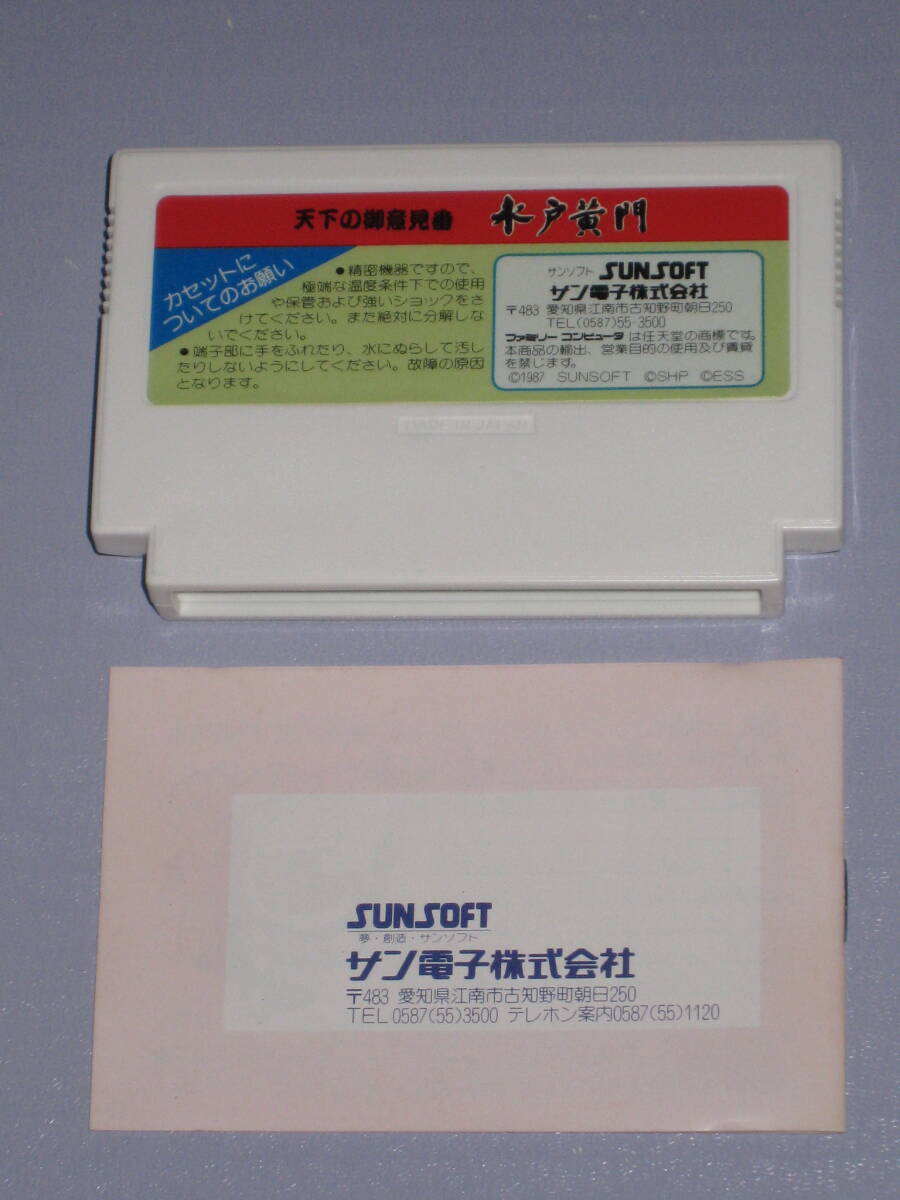 天下の御意見番 水戸黄門
カセットに
ついてのお願い
●精密機器ですので、
極端な温度条件下での使用
や保管および強いショックをさ
けてください。また絶対に分解しな
いでください。
●端子部に手をふれたり、水にぬらして汚し
たりしないようにしてください。故障の原因
となります。
サンソフト SUNSOFT
サン電子株式会社
〒483 愛知県江南市古知野町朝日250
TEL(0587)55-3500
ファミリーコンピュータは任天堂の商標です。
本商品の輸出、営業目的の使用及び賃貸
を禁じます。
©1987 SUNSOFT ©SHP ©ESS
SUNSOFT
夢・創造・サンソフト
サン電子株式会社
〒483 愛知県江南市古知野町朝日250
TEL 0587(55)3500 テレホン案内0587(55)1120